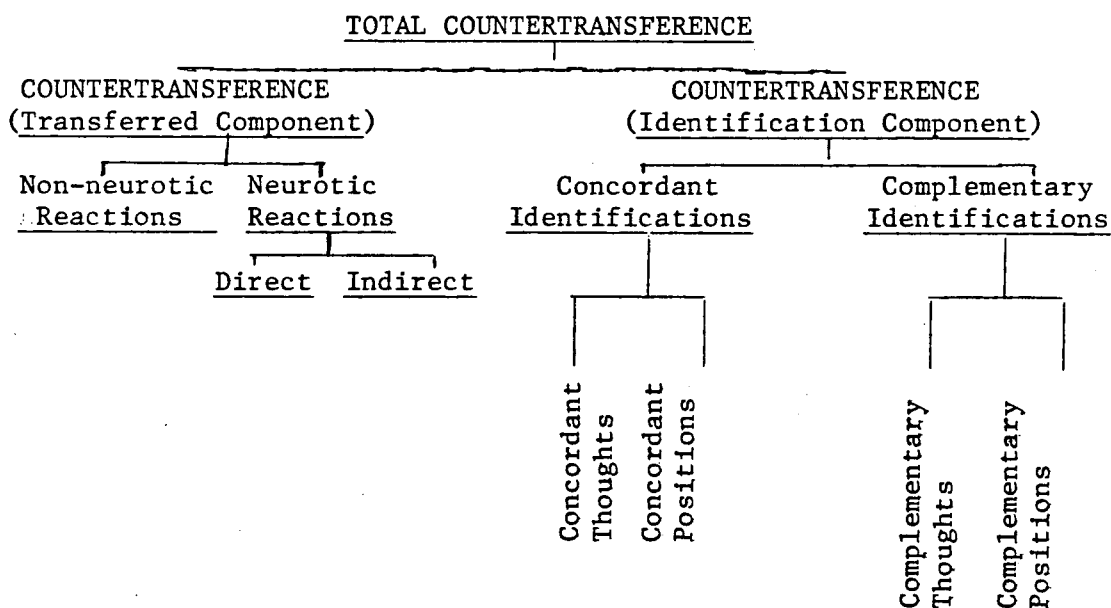 TOTAL COUNTERTRANSFERENCE
COUNTERTRANSFERENCE
(Transferred Component)
COUNTERTRANSFERENCE
(Identification Component)
Non-neurotic
Reactions
Neurotic
Reactions
Concordant
Identifications
Complementary
Identifications
Direct
Indirect
Concordant
Thoughts
Concordant
Positions
Complementary
Thoughts
Complementary
Positions